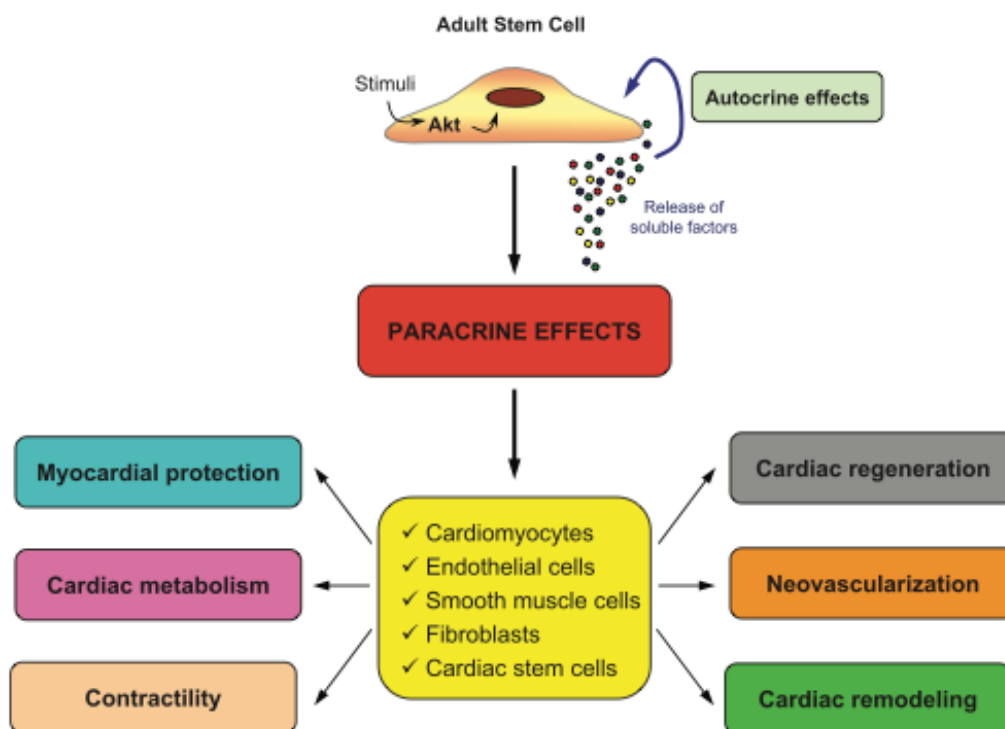 Adult Stem Cell
Stimuli
Akt
Autocrine effects
Release of
soluble factors
PARACRINE EFFECTS
Myocardial protection
Cardiac metabolism
Contractility
✓ Cardiomyocytes
✓ Endothelial cells
✓ Smooth muscle cells
✓ Fibroblasts
✓ Cardiac stem cells
Cardiac regeneration
Neovascularization
Cardiac remodeling